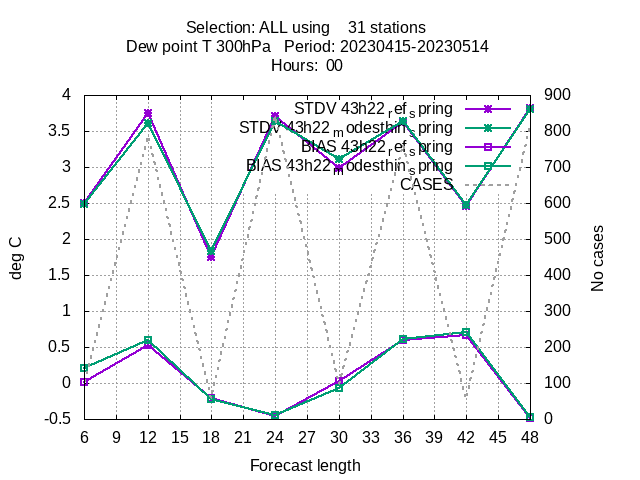 Selection: ALL using    31 stations
Dew point T 300hPa   Period: 20230415-20230514
Hours:  00
STDV 43h22_ref_spring
STDV 43h22_modesthin_spring
BIAS 43h22_ref_spring
BIAS 43h22_modesthin_spring
CASES
4
3.5
3
2.5
2
1.5
1
0.5
0
-0.5
deg C
900
800
700
600
500
400
300
200
100
0
No cases
6 9 12 15 18 21 24 27 30 33 36 39 42 45 48
Forecast length